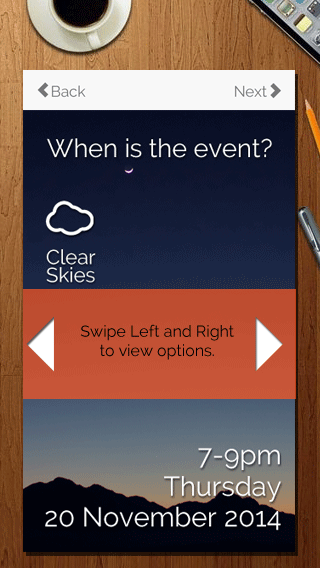 Back
Next
When is the event?
Clear
Skies
Swipe Left and Right
to view options.
7-9pm
Thursday
20 November 2014